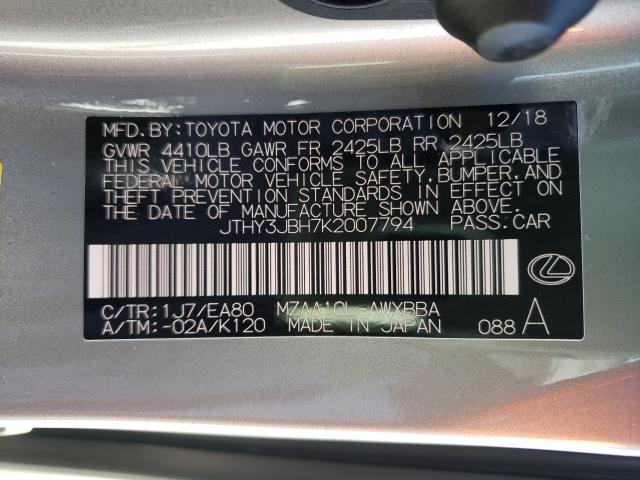 MFD. BY: TOYOTA MOTOR CORPORATION 12/18
GVWR 4410LB GAWR FR 2425LB RR 2425LB
THIS VEHICLE CONFORMS TO ALL APPLICABLE
FEDERAL MOTOR VEHICLE SAFETY, BUMPER, AND
THEFT PREVENTION STANDARDS IN EFFECT ON
THE DATE OF MANUFACTURE SHOWN ABOVE.
JTHY3JBH7K2007794 PASS. CAR
C/TR: 1J7/EA80 MZAA10L-AWXBBA
A/TM: -02A/K120 MADE IN JAPAN 088 A